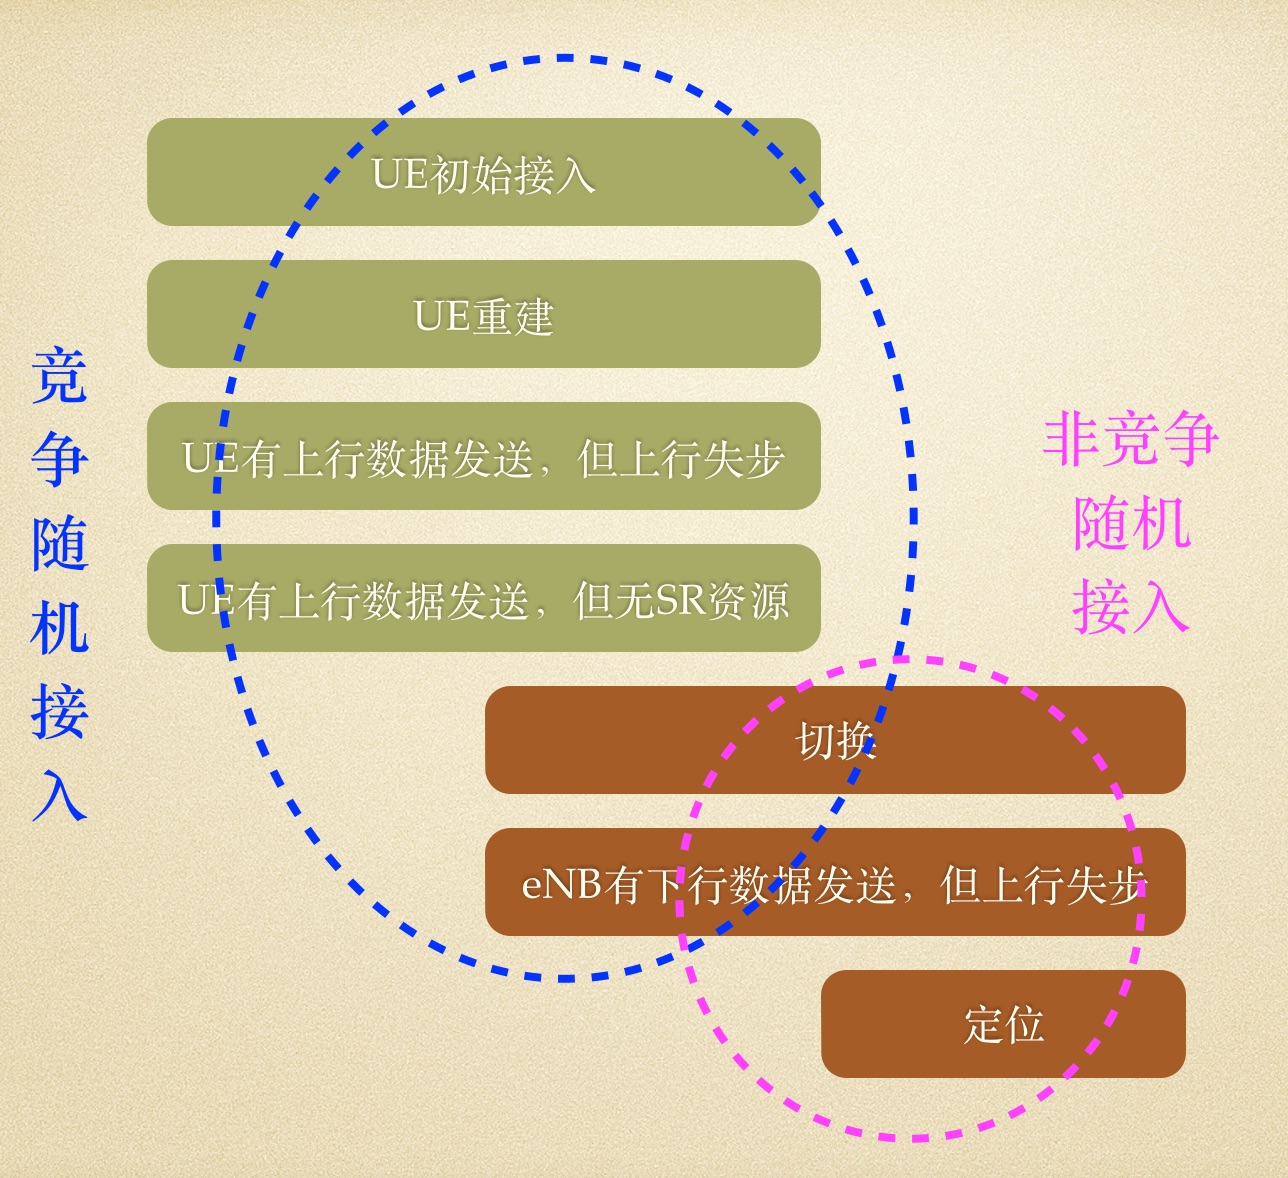 UE初始接入
UE重建
UE有上行数据发送，但上行失步
UE有上行数据发送，但无SR资源
切换
eNB有下行数据发送，但上行失步
定位
竞
争
随
机
接
入
非竞争
随机
接入